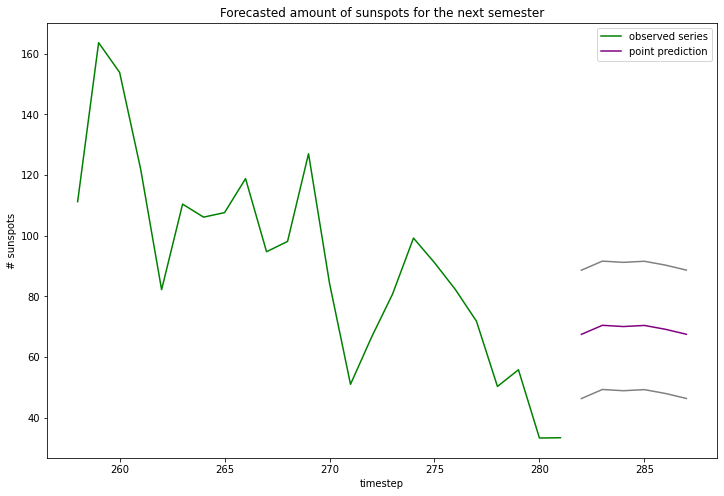 Forecasted amount of sunspots for the next semester
observed series
point prediction
160
140
120
100
80
60
40
# sunspots
260
265
270
275
280
285
timestep